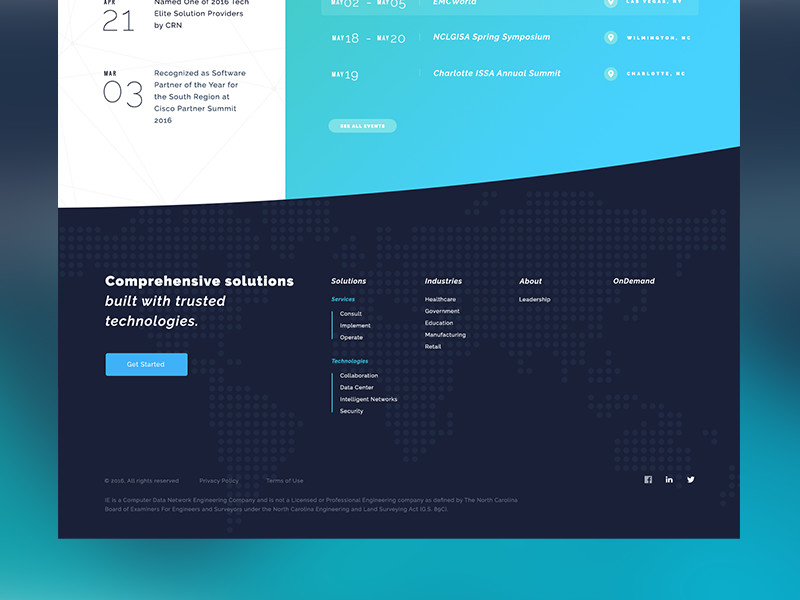 APR
21
Named One of 2016 Tech
Elite Solution Providers
by CRN
MAR
03
Recognized as Software
Partner of the Year for
the South Region at
Cisco Partner Summit
2016
MAY 02 – MAY 05
EMCWorld
LAS VEGAS, NV
MAY 18 – MAY 20
NCLGISA Spring Symposium
WILMINGTON, NC
MAY 19
Charlotte ISSA Annual Summit
CHARLOTTE, NC
SEE ALL EVENTS
Comprehensive solutions
built with trusted
technologies.
Get Started
Solutions
Services
Consult
Implement
Operate
Technologies
Collaboration
Data Center
Intelligent Networks
Security
Industries
Healthcare
Government
Education
Manufacturing
Retail
About
Leadership
OnDemand
© 2016, All rights reserved
Privacy Policy
Terms of Use
IE is a Computer Data Network Engineering Company and is not a Licensed or Professional Engineering company as defined by The North Carolina
Board of Examiners For Engineers and Surveyors under the North Carolina Engineering and Land Surveying Act (G.S. 89C).